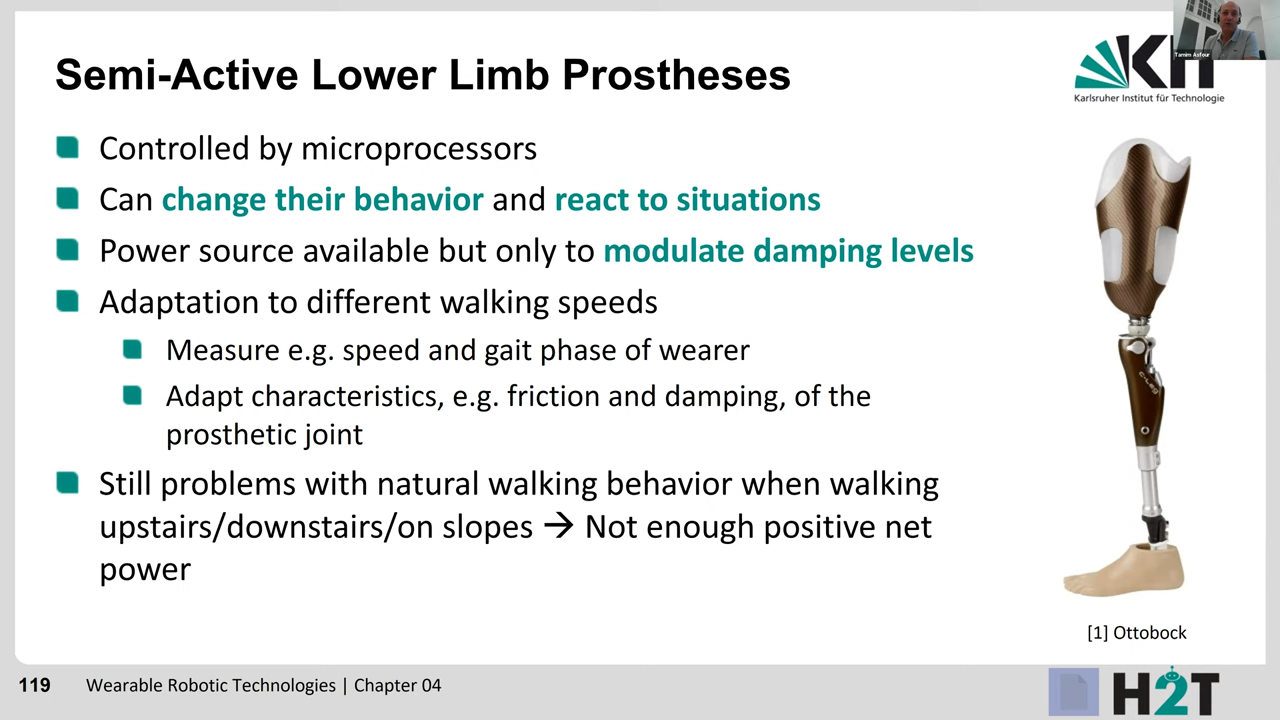 Semi-Active Lower Limb Prostheses
Tamim Asfour
KIT
Karlsruher Institut für Technologie
Controlled by microprocessors
Can change their behavior and react to situations
Power source available but only to modulate damping levels
Adaptation to different walking speeds
Measure e.g. speed and gait phase of wearer
Adapt characteristics, e.g. friction and damping, of the
prosthetic joint
Still problems with natural walking behavior when walking
upstairs/downstairs/on slopes → Not enough positive net
power
C-Leg
[1] Ottobock
119 Wearable Robotic Technologies | Chapter 04
H2T